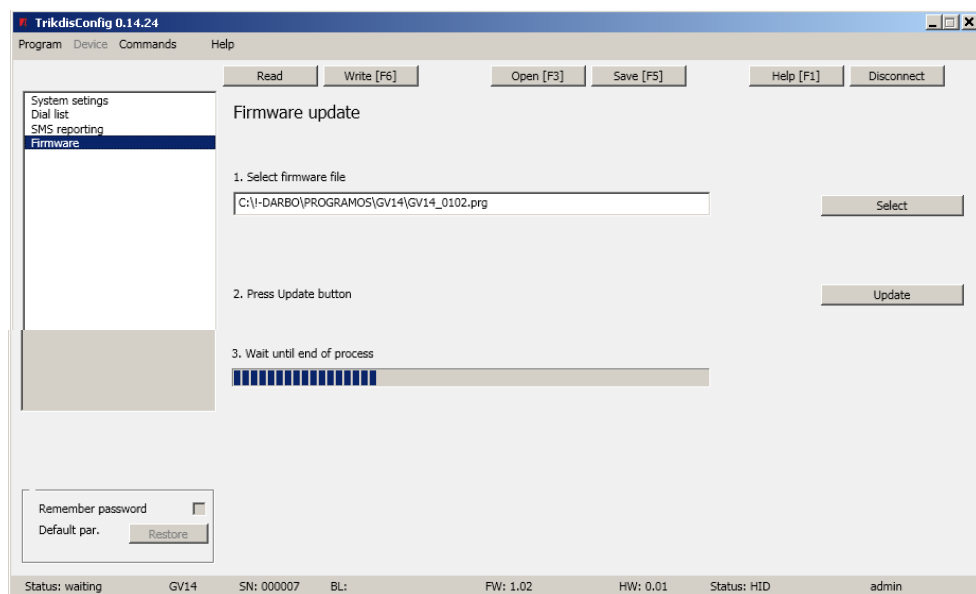 TrikdisConfig 0.14.24
Program Device Commands Help
Read Write [F6] Open [F3] Save [F5] Help [F1] Disconnect
System setings
Dial list
SMS reporting
Firmware
Firmware update
1. Select firmware file
C:\!-DARBO\PROGRAMOS\GV14\GV14_0102.prg
Select
2. Press Update button
Update
3. Wait until end of process
Remember password
Default par. Restore
Status: waiting GV14 SN: 000007 BL: FW: 1.02 HW: 0.01 Status: HID admin